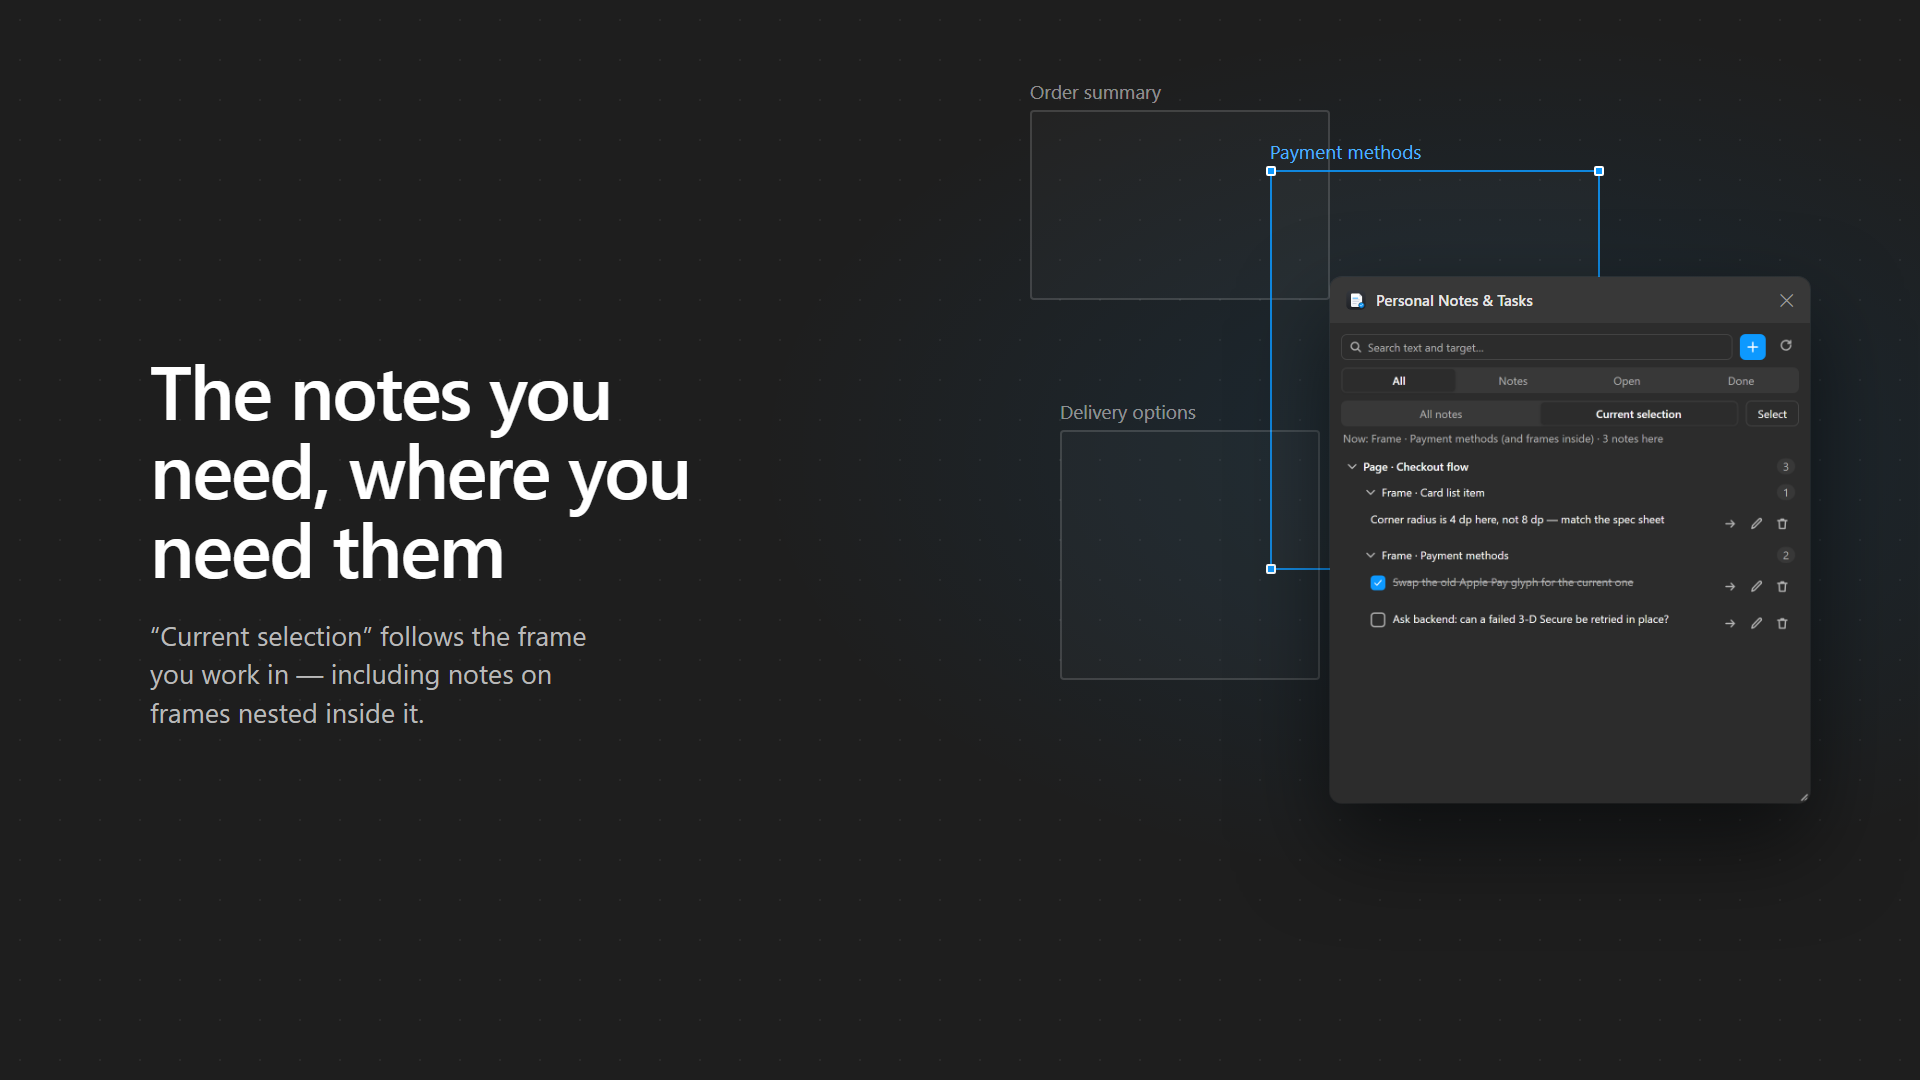 Order summary
Payment methods
Personal Notes & Tasks
Search text and target...
All
Notes
Open
Done
All notes
Current selection
Select
Now: Frame · Payment methods (and frames inside) · 3 notes here
Page · Checkout flow
3
Frame · Card list item
1
Corner radius is 4 dp here, not 8 dp — match the spec sheet
Frame · Payment methods
2
Swap the old Apple Pay glyph for the current one
Ask backend: can a failed 3-D Secure be retried in place?
Delivery options
The notes you
need, where you
need them
“Current selection” follows the frame
you work in — including notes on
frames nested inside it.